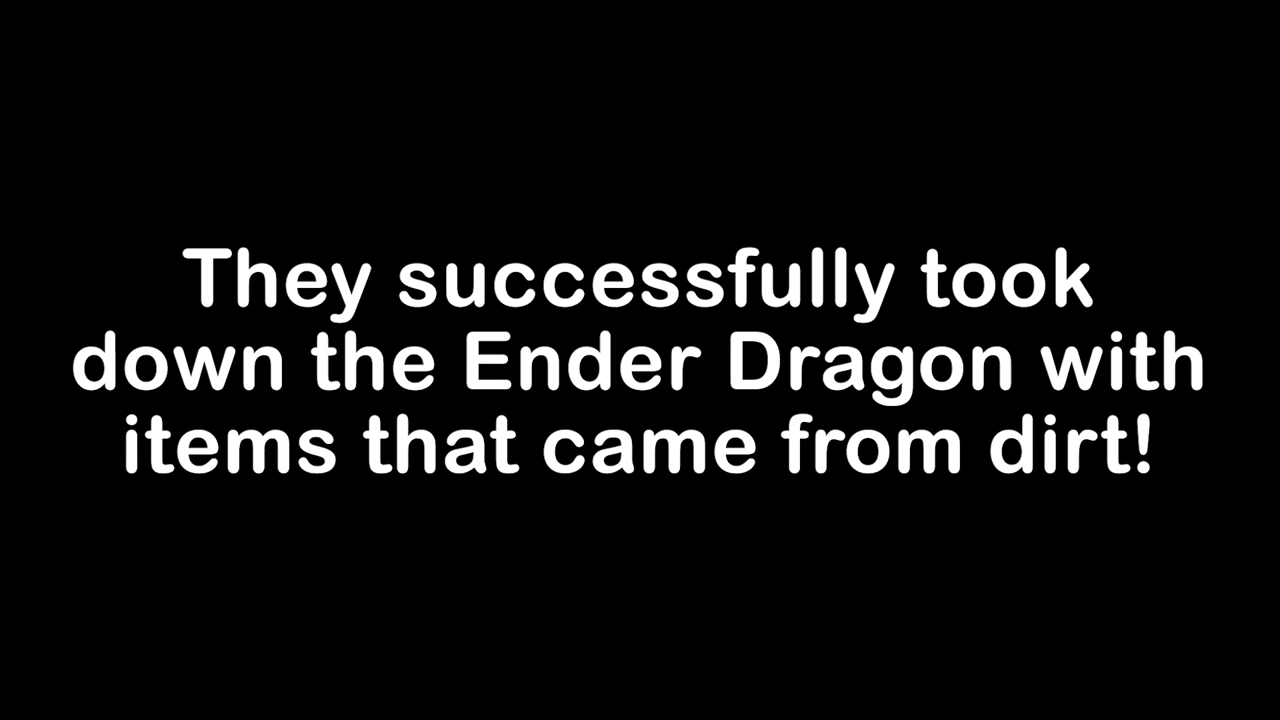 They successfully took
down the Ender Dragon with
items that came from dirt!